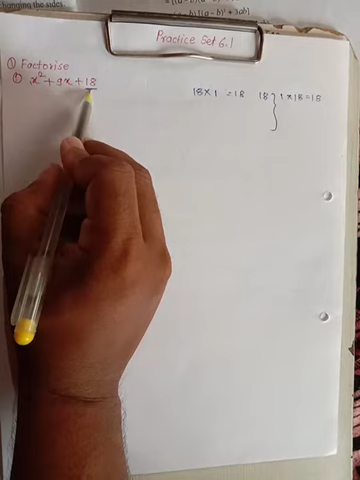 changing the sides.
Practice Set 6.1
① Factorise
① x² + 9x + 18
18 × 1 = 18 18 } 1 × 18 = 18